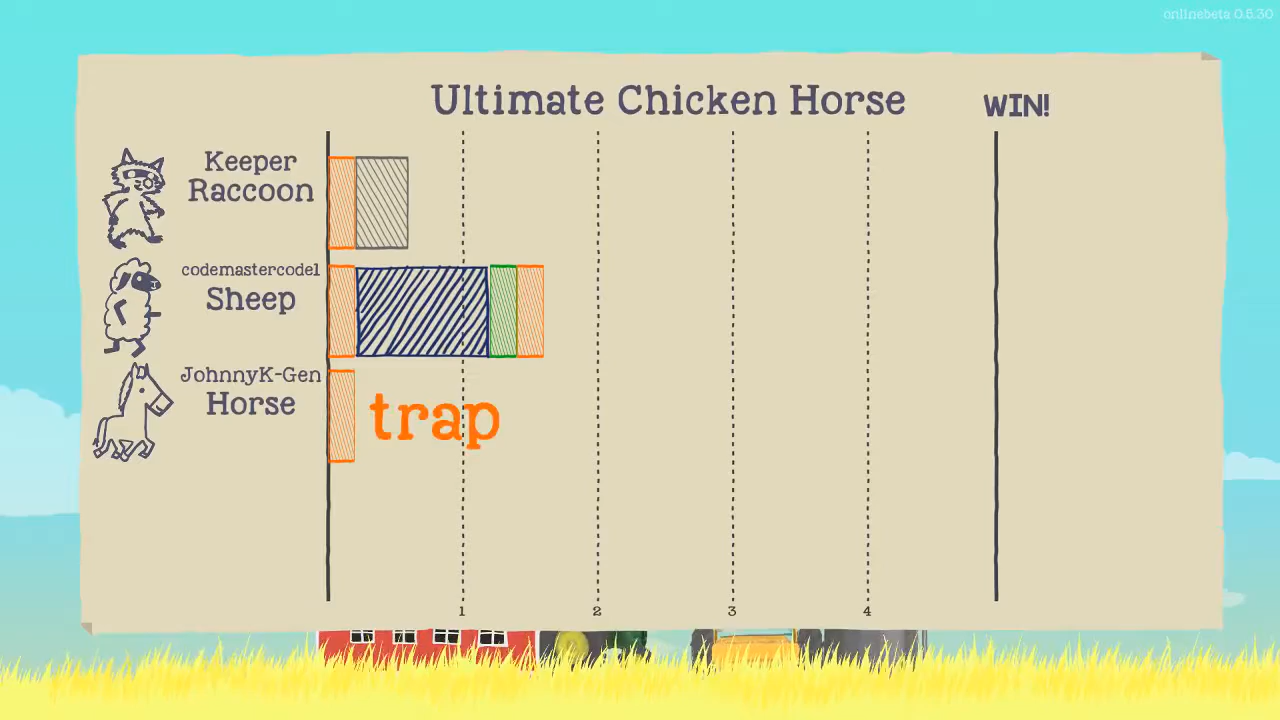 onlinebeta 0.5.30
Ultimate Chicken Horse
WIN!
Keeper
Raccoon
codemastercode1
Sheep
JohnnyK-Gen
Horse
trap
1 2 3 4